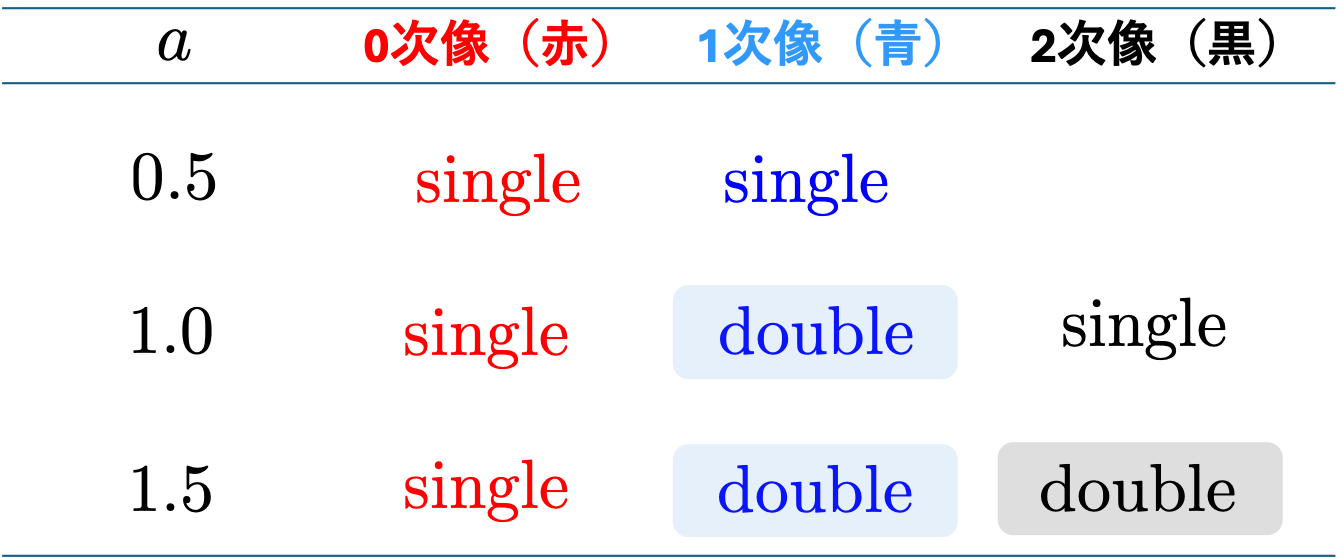 a 0次像（赤） 1次像（青） 2次像（黒）
0.5 single single
1.0 single double single
1.5 single double double